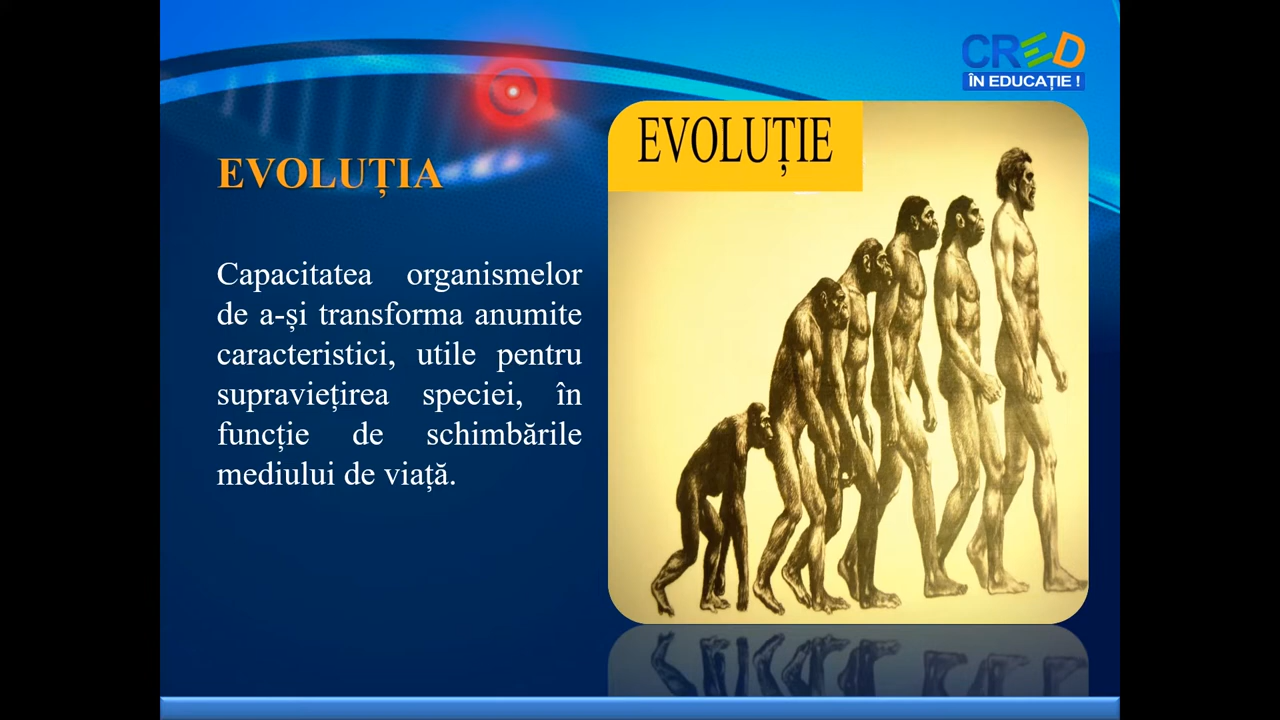 CRED
ÎN EDUCAȚIE !
EVOLUȚIE
EVOLUȚIA
Capacitatea organismelor
de a-și transforma anumite
caracteristici, utile pentru
supraviețirea speciei, în
funcție de schimbările
mediului de viață.